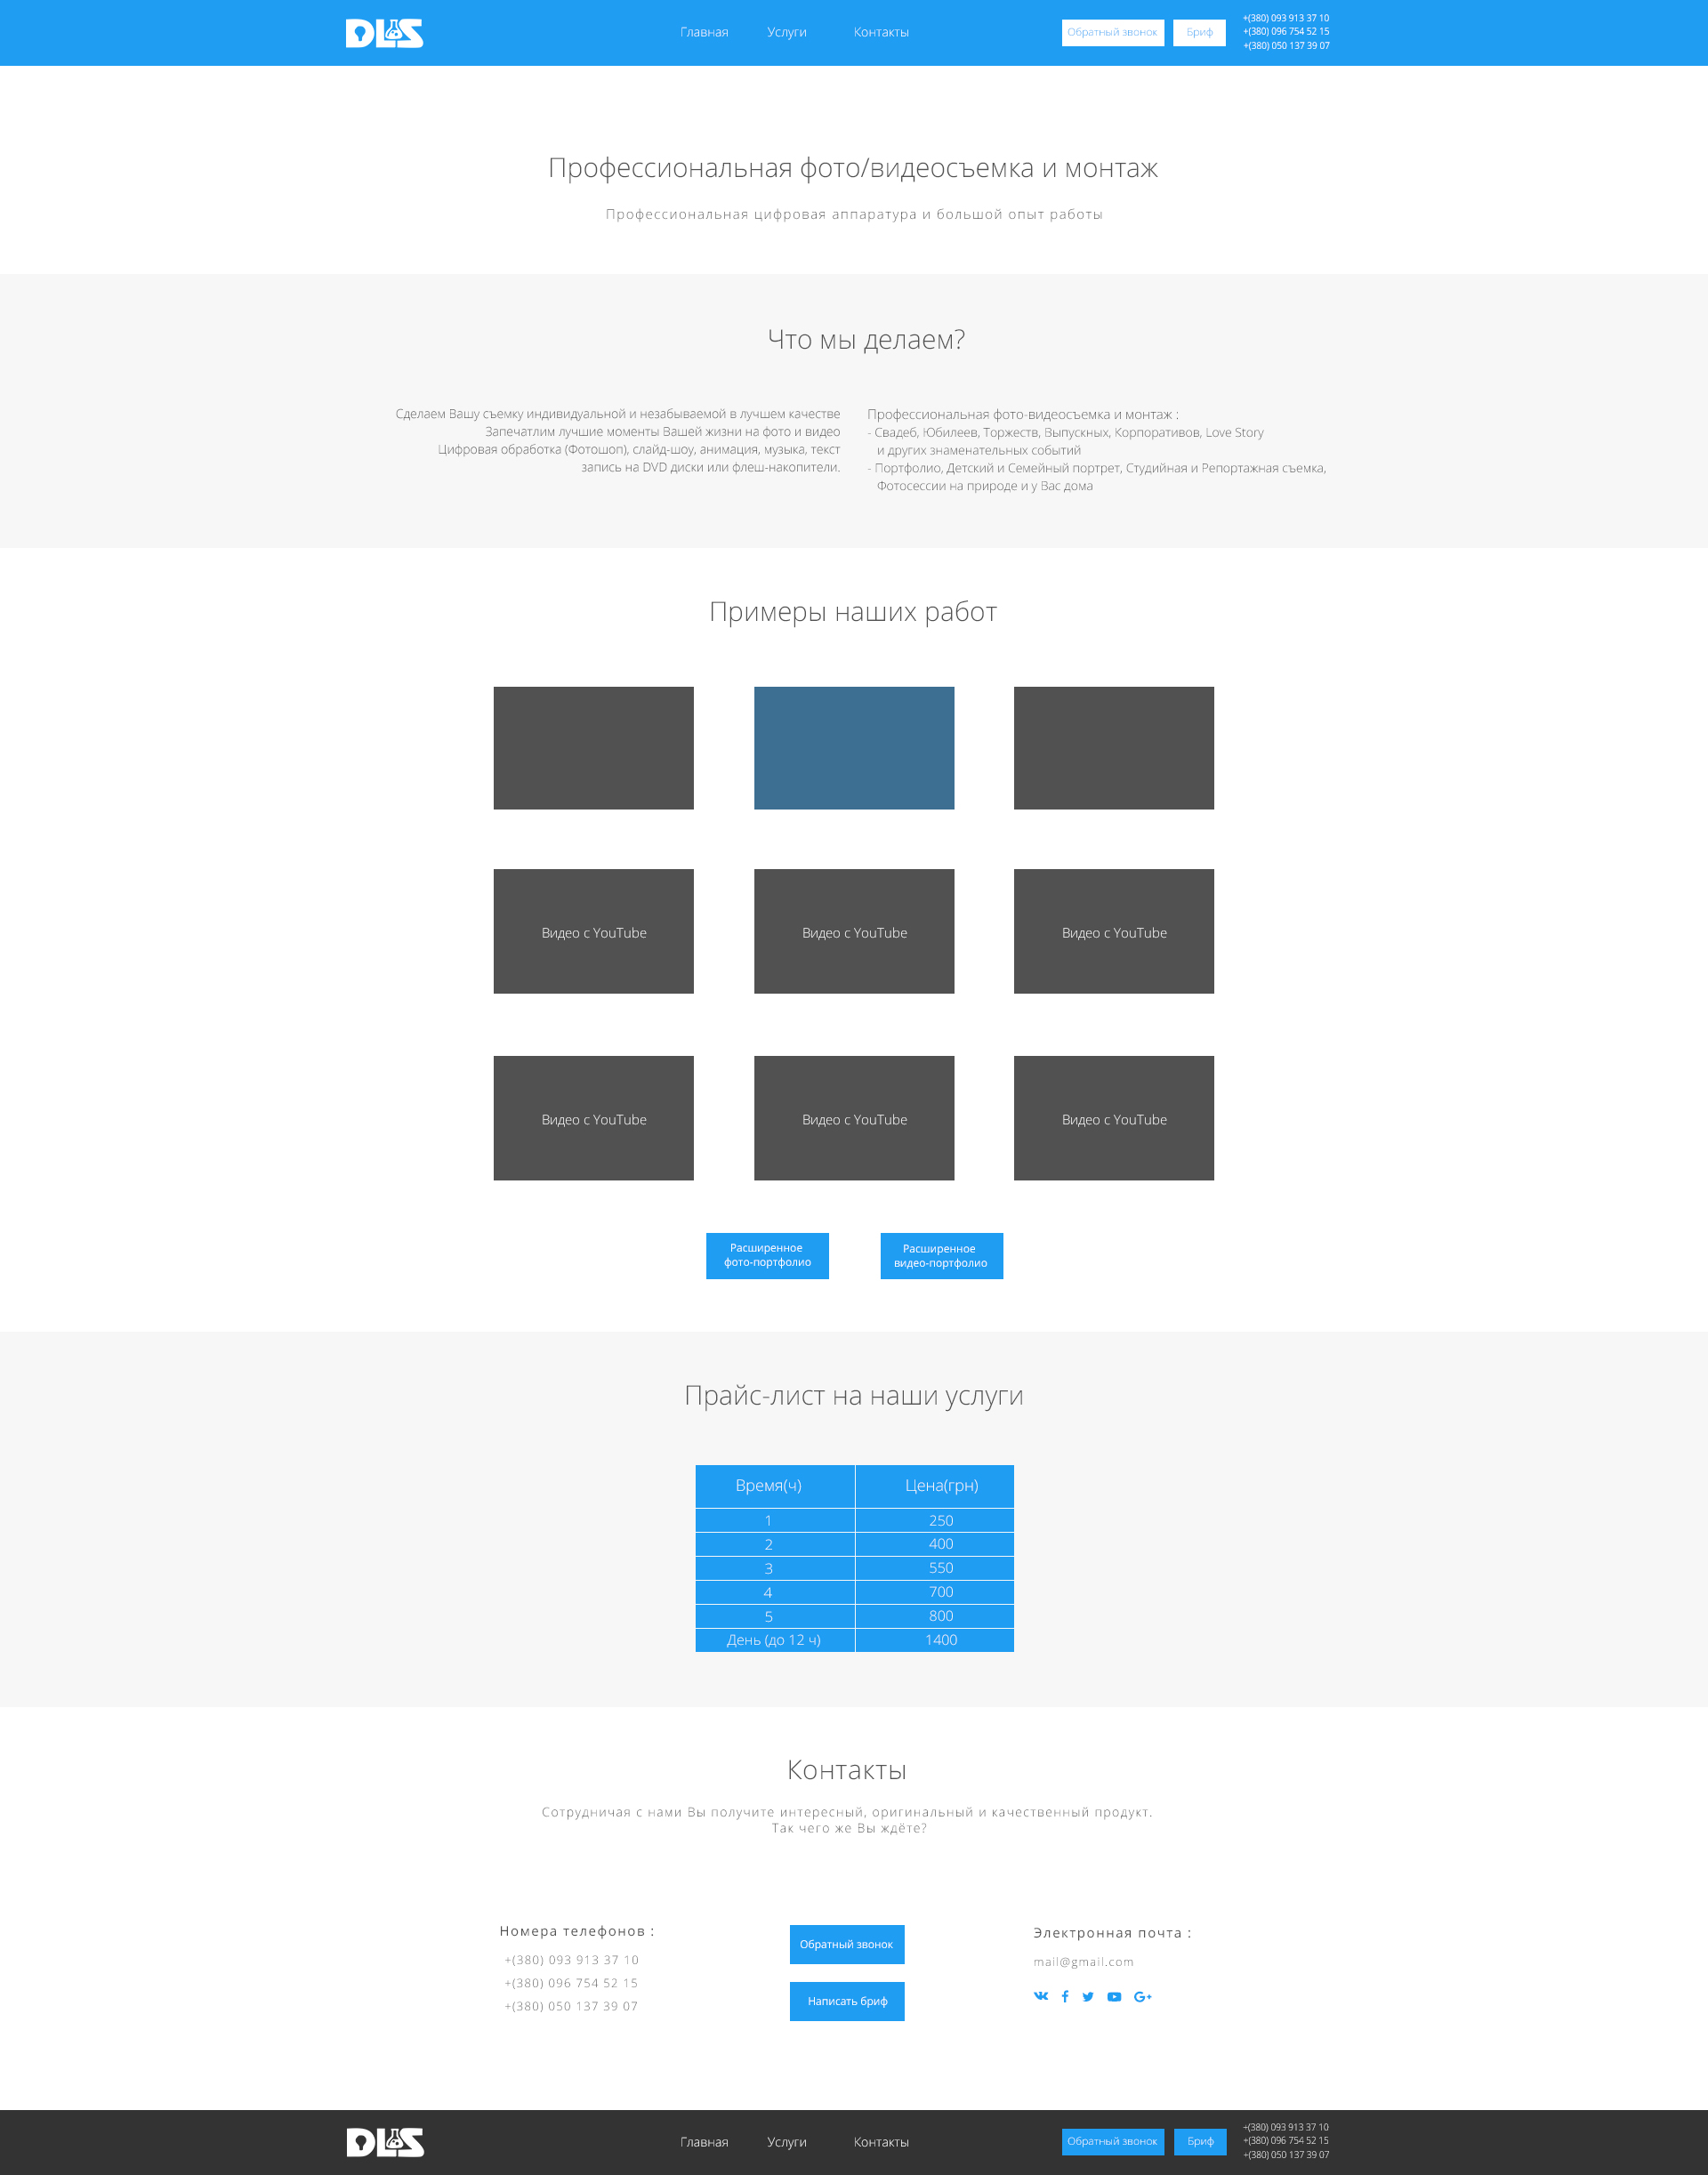 DLS
Главная
Услуги
Контакты
Обратный звонок
Бриф
+(380) 093 913 37 10
+(380) 096 754 52 15
+(380) 050 137 39 07
Профессиональная фото/видеосъемка и монтаж
Профессиональная цифровая аппаратура и большой опыт работы
Что мы делаем?
Сделаем Вашу съемку индивидуальной и незабываемой в лучшем качестве
Запечатлим лучшие моменты Вашей жизни на фото и видео
Цифровая обработка (Фотошоп), слайд-шоу, анимация, музыка, текст
запись на DVD диски или флеш-накопители.
Профессиональная фото-видеосъемка и монтаж :
- Свадеб, Юбилеев, Торжеств, Выпускных, Корпоративов, Love Story
и других знаменательных событий
- Портфолио, Детский и Семейный портрет, Студийная и Репортажная съемка,
Фотосессии на природе и у Вас дома
Примеры наших работ
Видео с YouTube
Видео с YouTube
Видео с YouTube
Видео с YouTube
Видео с YouTube
Видео с YouTube
Расширенное
фото-портфолио
Расширенное
видео-портфолио
Прайс-лист на наши услуги
Время(ч) Цена(грн)
1 250
2 400
3 550
4 700
5 800
День (до 12 ч) 1400
Контакты
Сотрудничая с нами Вы получите интересный, оригинальный и качественный продукт.
Так чего же Вы ждёте?
Номера телефонов :
+(380) 093 913 37 10
+(380) 096 754 52 15
+(380) 050 137 39 07
Обратный звонок
Написать бриф
Электронная почта :
mail@gmail.com
DLS
Главная
Услуги
Контакты
Обратный звонок
Бриф
+(380) 093 913 37 10
+(380) 096 754 52 15
+(380) 050 137 39 07